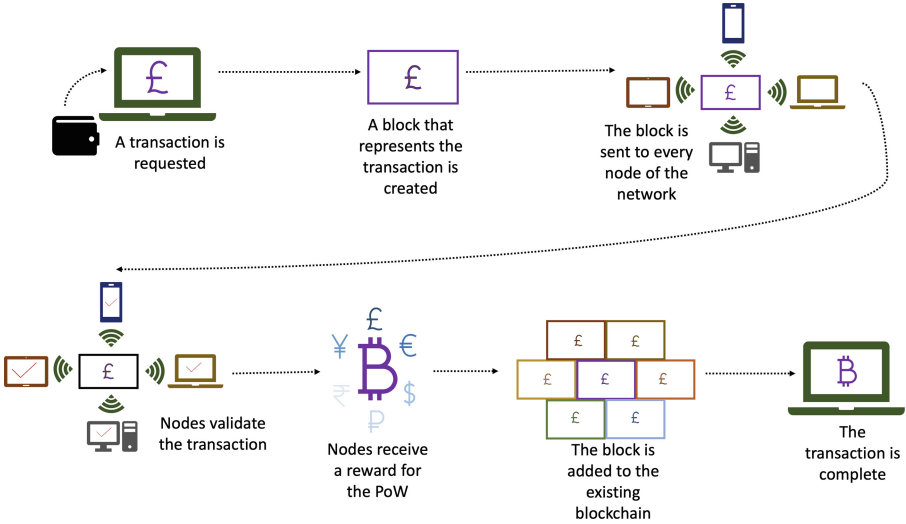 £
A transaction is
requested
£
A block that
represents the
transaction is
created
£
The block is
sent to every
node of the
network
£
Nodes validate
the transaction
£
¥ €
₹ $
₽
Nodes receive
a reward for
the PoW
£ £
£ £ £
£ £
The block is
added to the
existing
blockchain
The
transaction is
complete